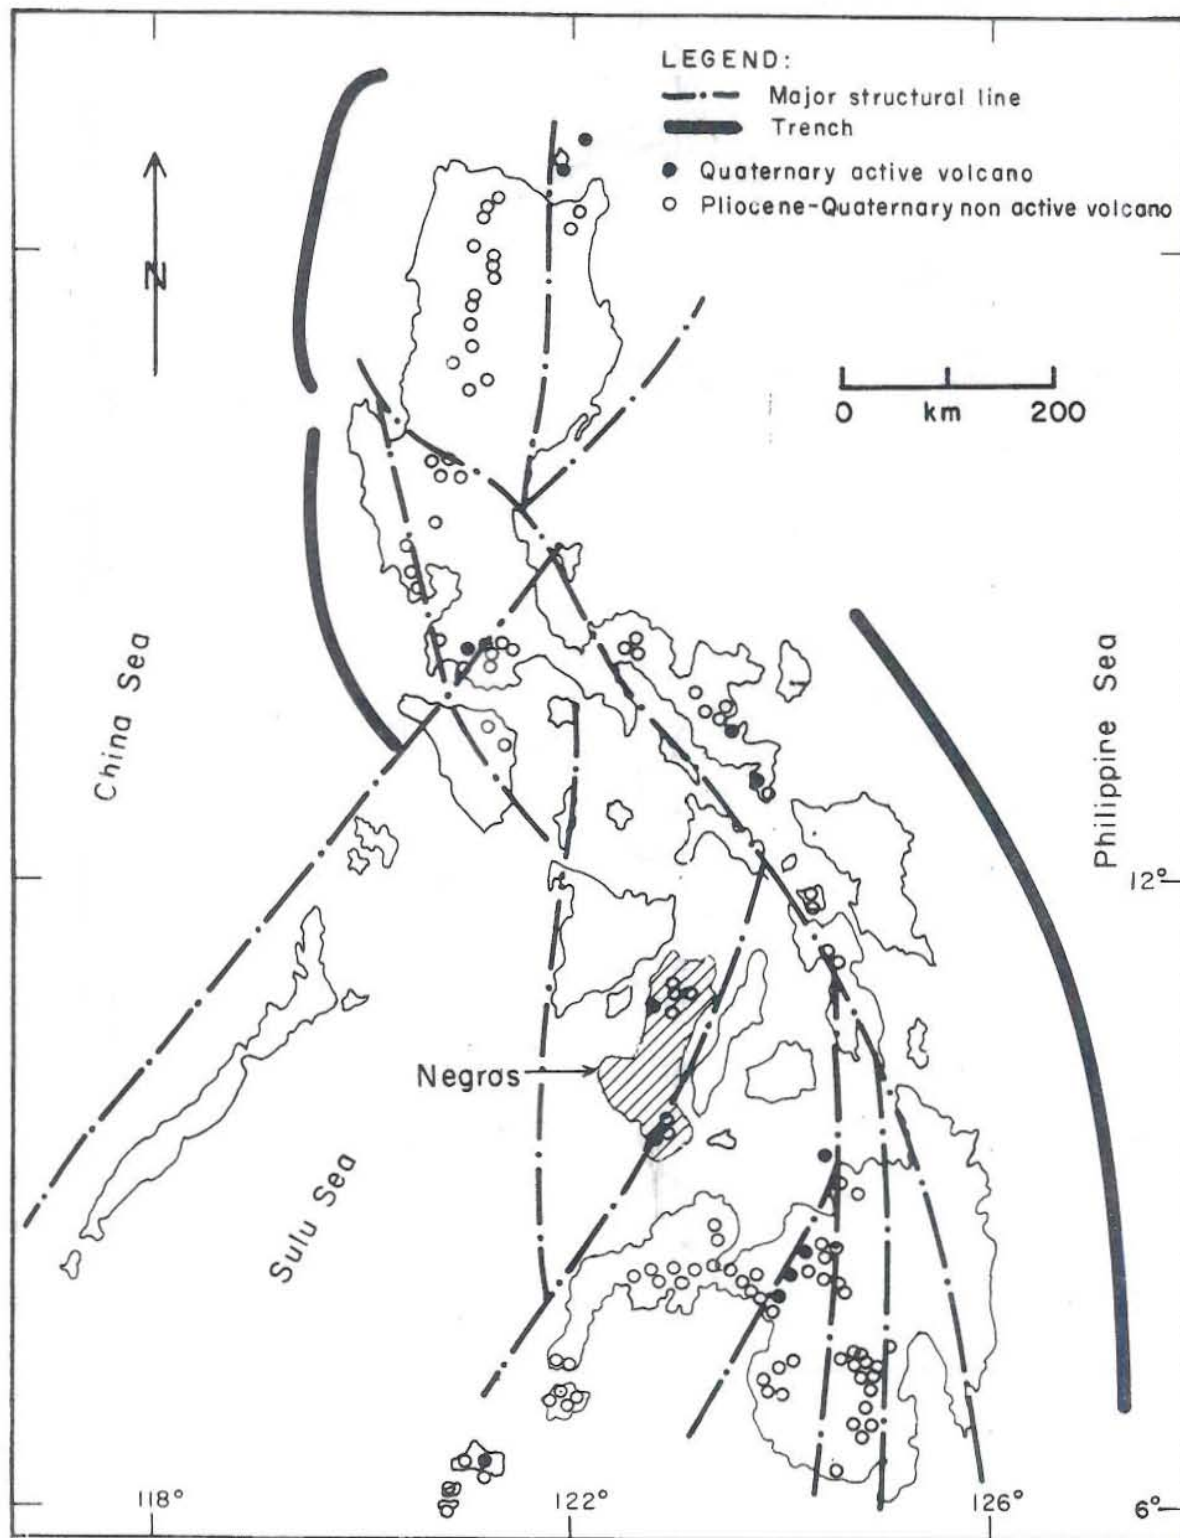 LEGEND:
Major structural line
Trench
Quaternary active volcano
Pliocene-Quaternary non active volcano
N
0 km 200
China Sea
Philippine Sea
12°
Negros
Sulu Sea
118° 122° 126° 6°